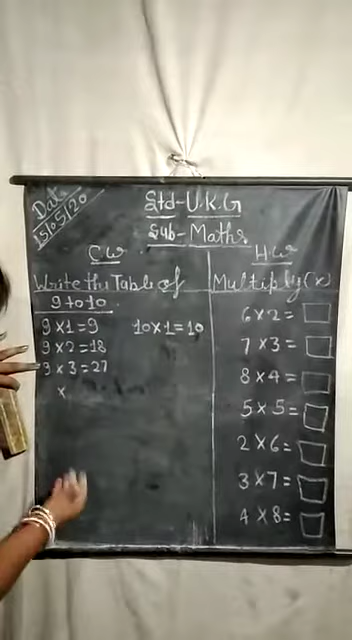 Date
15/05/20
Std-U.K.G
Sub-Maths
C.W
Write the Table of
9 to 10
9×1=9 10×1=10
9×2=18
9×3=27
×
H.W
Multiply(×)
6×2=
7×3=
8×4=
5×5=
2×6=
3×7=
4×8=